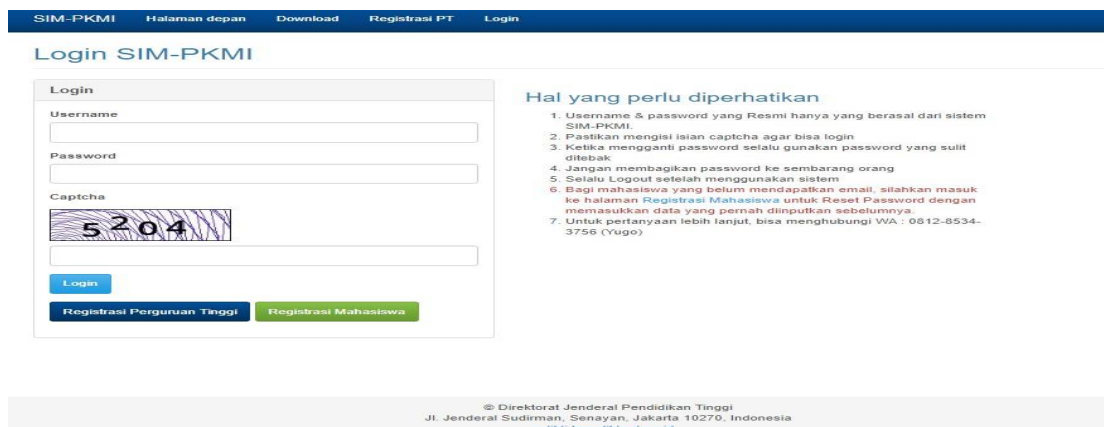 SIM-PKMI Halaman depan Download Registrasi PT Login
Login SIM-PKMI
Login
Username
Password
Captcha
5204
Login
Registrasi Perguruan Tinggi Registrasi Mahasiswa
Hal yang perlu diperhatikan
1. Username & password yang Resmi hanya yang berasal dari sistem
SIM-PKMI.
2. Pastikan mengisi isian captcha agar bisa login
3. Ketika mengganti password selalu gunakan password yang sulit
ditebak
4. Jangan membagikan password ke sembarang orang
5. Selalu Logout setelah menggunakan sistem
6. Bagi mahasiswa yang belum mendapatkan email, silahkan masuk
ke halaman Registrasi Mahasiswa untuk Reset Password dengan
memasukkan data yang pernah diinputkan sebelumnya.
7. Untuk pertanyaan lebih lanjut, bisa menghubungi WA : 0812-8534-
3756 (Yugo)
© Direktorat Jenderal Pendidikan Tinggi
Jl. Jenderal Sudirman, Senayan, Jakarta 10270, Indonesia